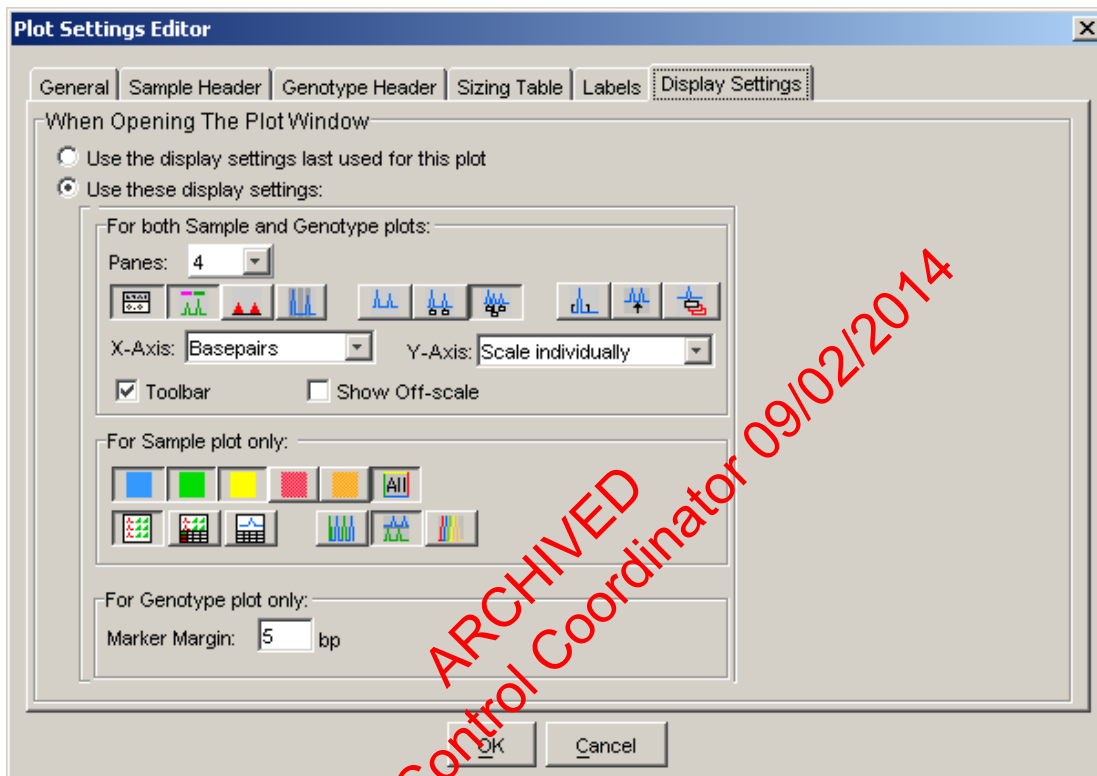 Plot Settings Editor
General Sample Header Genotype Header Sizing Table Labels Display Settings
When Opening The Plot Window
Use the display settings last used for this plot
Use these display settings:
For both Sample and Genotype plots:
Panes: 4
X-Axis: Basepairs Y-Axis: Scale individually
Toolbar Show Off-scale
For Sample plot only:
All
For Genotype plot only:
Marker Margin: 5 bp
OK Cancel
ARCHIVED
Control Coordinator 09/02/2014